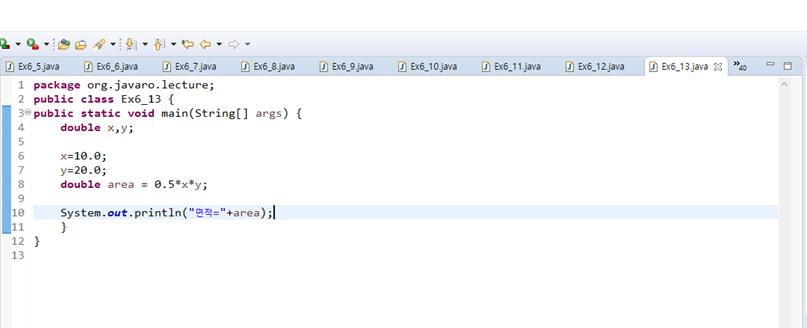 Ex6_5.java Ex6_6.java Ex6_7.java Ex6_8.java Ex6_9.java Ex6_10.java Ex6_11.java Ex6_12.java Ex6_13.java »40
1 package org.javaro.lecture;
2 public class Ex6_13 {
3 public static void main(String[] args) {
4 double x,y;
5
6 x=10.0;
7 y=20.0;
8 double area = 0.5*x*y;
9
10 System.out.println("면적="+area);
11 }
12 }
13